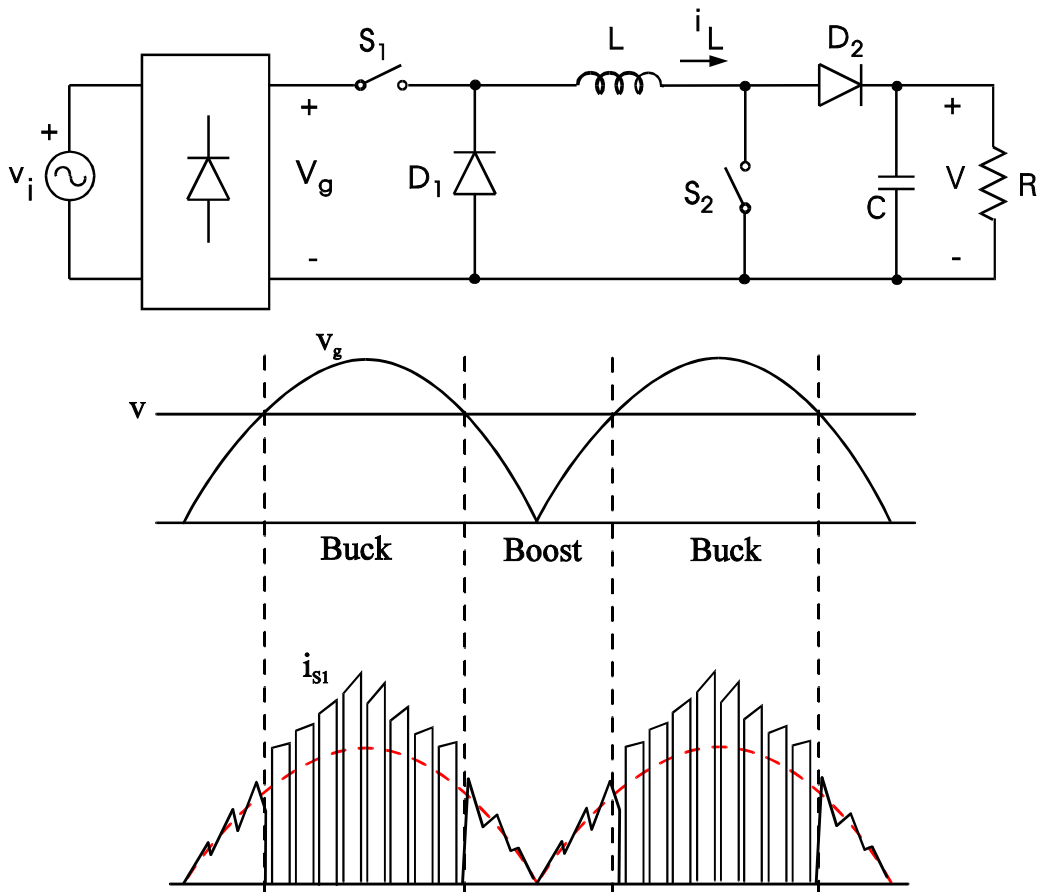 S1 L iL D2
+ + +
vi Vg D1 S2 C V R
- -
vg
v
Buck Boost Buck
iS1